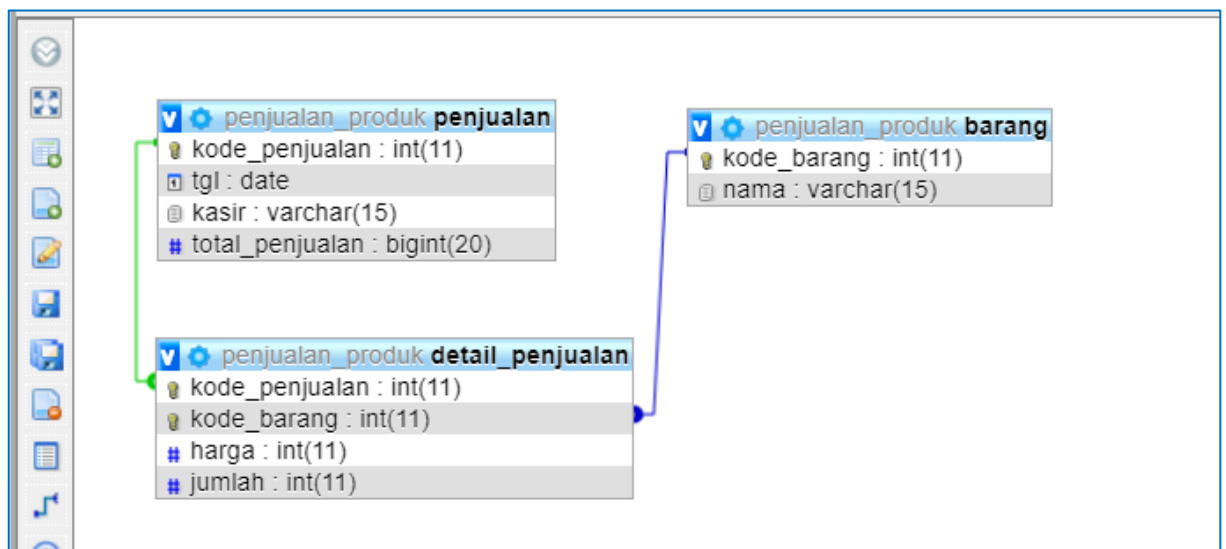 penjualan_produk penjualan
kode_penjualan : int(11)
tgl : date
kasir : varchar(15)
total_penjualan : bigint(20)
penjualan_produk barang
kode_barang : int(11)
nama : varchar(15)
penjualan_produk detail_penjualan
kode_penjualan : int(11)
kode_barang : int(11)
harga : int(11)
jumlah : int(11)